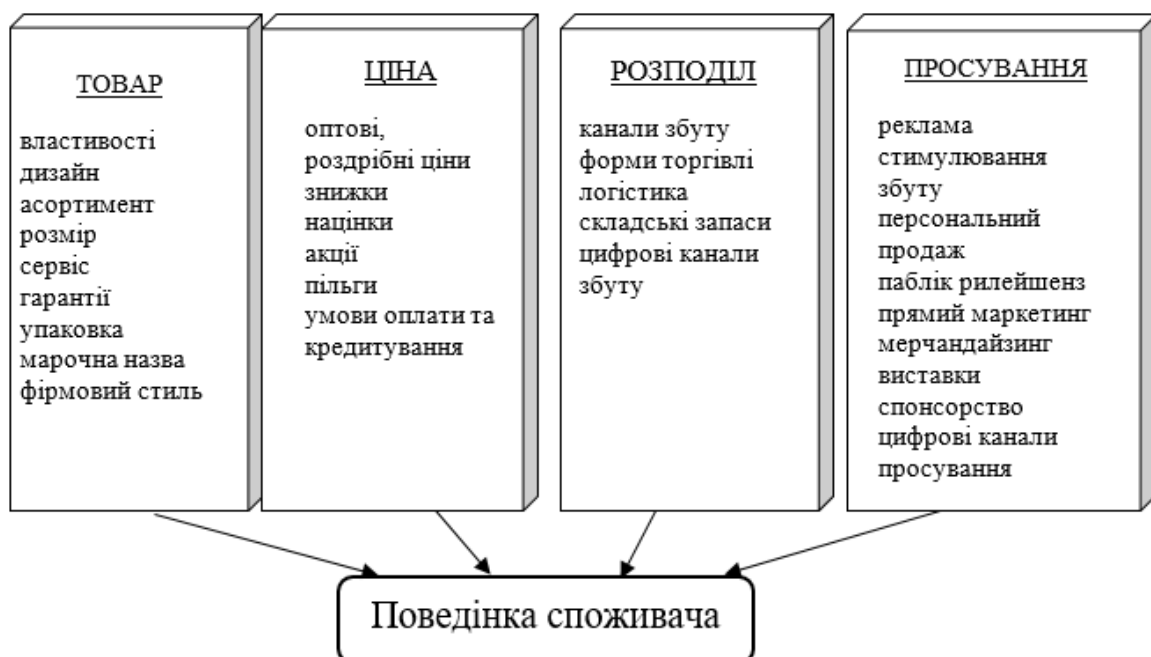 ТОВАР
властивості
дизайн
асортимент
розмір
сервіс
гарантії
упаковка
марочна назва
фірмовий стиль
ЦІНА
оптові,
роздрібні ціни
знижки
націнки
акції
пільги
умови оплати та
кредитування
РОЗПОДІЛ
канали збуту
форми торгівлі
логістика
складські запаси
цифрові канали
збуту
ПРОСУВАННЯ
реклама
стимулювання
збуту
персональний
продаж
паблік рилейшенз
прямий маркетинг
мерчандайзинг
виставки
спонсорство
цифрові канали
просування
Поведінка споживача